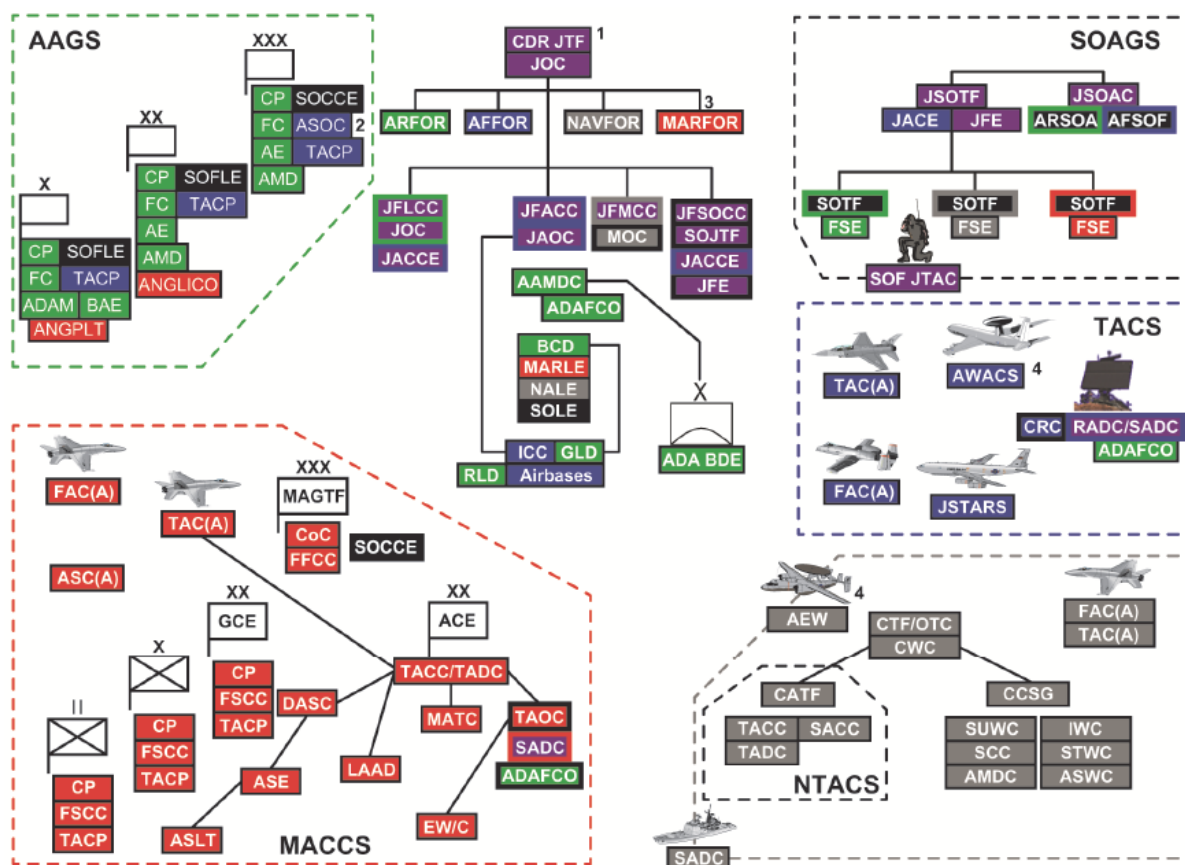 AAGS
XXX
CP SOCCE
FC ASOC 2
AE TACP
AMD
XX
CP SOFLE
FC TACP
AE
AMD
ANGLICO
X
CP SOFLE
FC TACP
ADAM BAE
ANGPLT
CDR JTF 1
JOC
ARFOR AFFOR NAVFOR MARFOR 3
JFLCC
JOC
JACCE
JFACC
JAOC
JFMCC
MOC
JFSOCC
SOJTF
JACCE
JFE
AAMDC
ADAFCO
BCD
MARLE
NALE
SOLE
X
ADA BDE
ICC GLD
RLD Airbases
SOAGS
JSOTF
JACE JFE
JSOAC
ARSOA AFSOF
SOTF
FSE
SOTF
FSE
SOTF
FSE
SOF JTAC
TACS
TAC(A)
AWACS 4
CRC RADC/SADC
ADAFCO
FAC(A)
JSTARS
FAC(A)
TAC(A)
ASC(A)
XXX
MAGTF
CoC
FFCC
SOCCE
XX
GCE
CP
FSCC
TACP
XX
ACE
X
CP
FSCC
TACP
II
CP
FSCC
TACP
TACC/TADC
DASC
MATC
TAOC
SADC
ADAFCO
LAAD
ASE
ASLT
EW/C
MACCS
AEW 4
FAC(A)
TAC(A)
CTF/OTC
CWC
CATF
TACC SACC
TADC
NTACS
CCSG
SUWC IWC
SCC STWC
AMDC ASWC
SADC